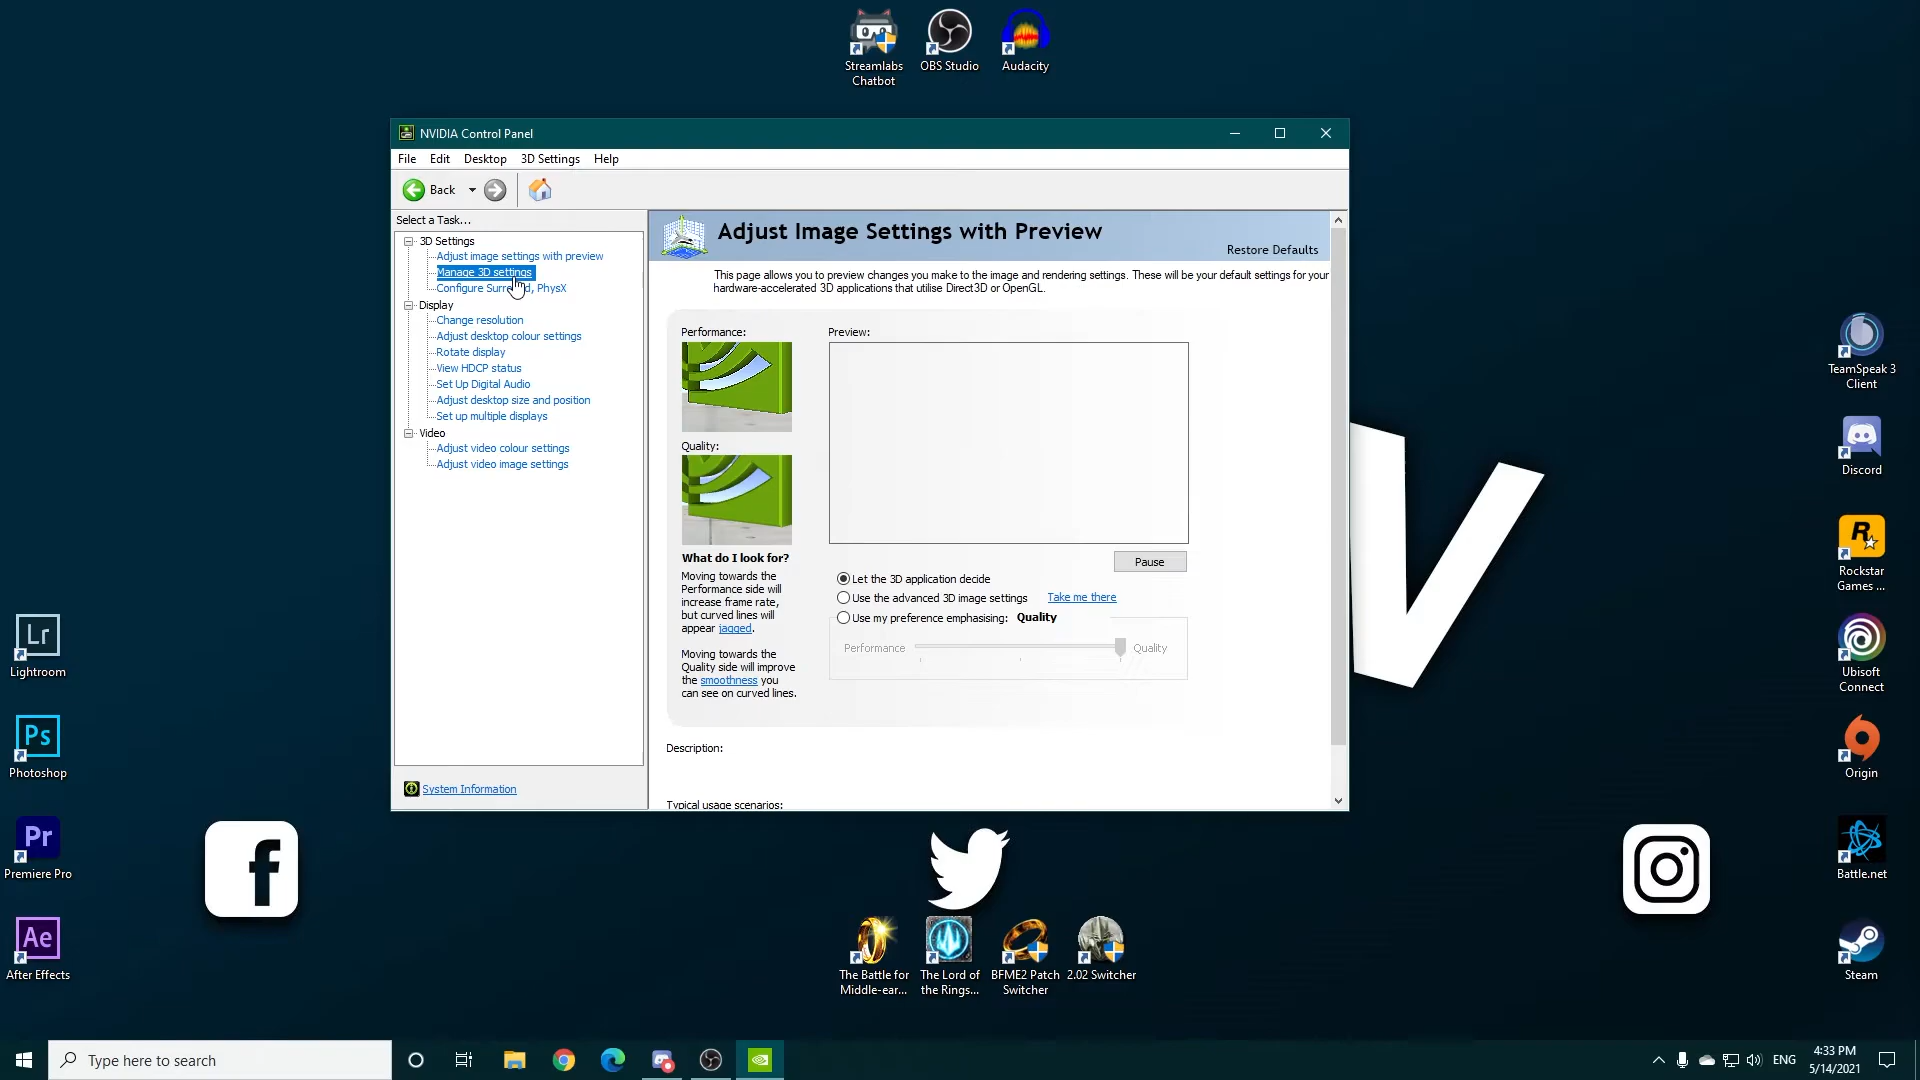 Streamlabs
Chatbot
OBS Studio
Audacity
NVIDIA Control Panel
File
Edit
Desktop
3D Settings
Help
Back
Select a Task...
3D Settings
Adjust image settings with preview
Manage 3D settings
Configure Surround, PhysX
Display
Change resolution
Adjust desktop colour settings
Rotate display
View HDCP status
Set Up Digital Audio
Adjust desktop size and position
Set up multiple displays
Video
Adjust video colour settings
Adjust video image settings
System Information
Adjust Image Settings with Preview
Restore Defaults
This page allows you to preview changes you make to the image and rendering settings. These will be your default settings for your
hardware-accelerated 3D applications that utilise Direct3D or OpenGL.
Performance:
Preview:
Quality:
What do I look for?
Moving towards the
Performance side will
increase frame rate,
but curved lines will
appear jagged.
Moving towards the
Quality side will improve
the smoothness you
can see on curved lines.
Pause
Let the 3D application decide
Use the advanced 3D image settings
Take me there
Use my preference emphasising: Quality
Performance
Quality
Description:
Typical usage scenarios:
V
TeamSpeak 3
Client
Discord
Rockstar
Games ...
Ubisoft
Connect
Origin
Battle.net
Steam
Lr
Lightroom
Ps
Photoshop
Pr
Premiere Pro
Ae
After Effects
f
The Battle for
Middle-ear...
The Lord of
the Rings...
BFME2 Patch
Switcher
2.02 Switcher
Type here to search
ENG
4:33 PM
5/14/2021